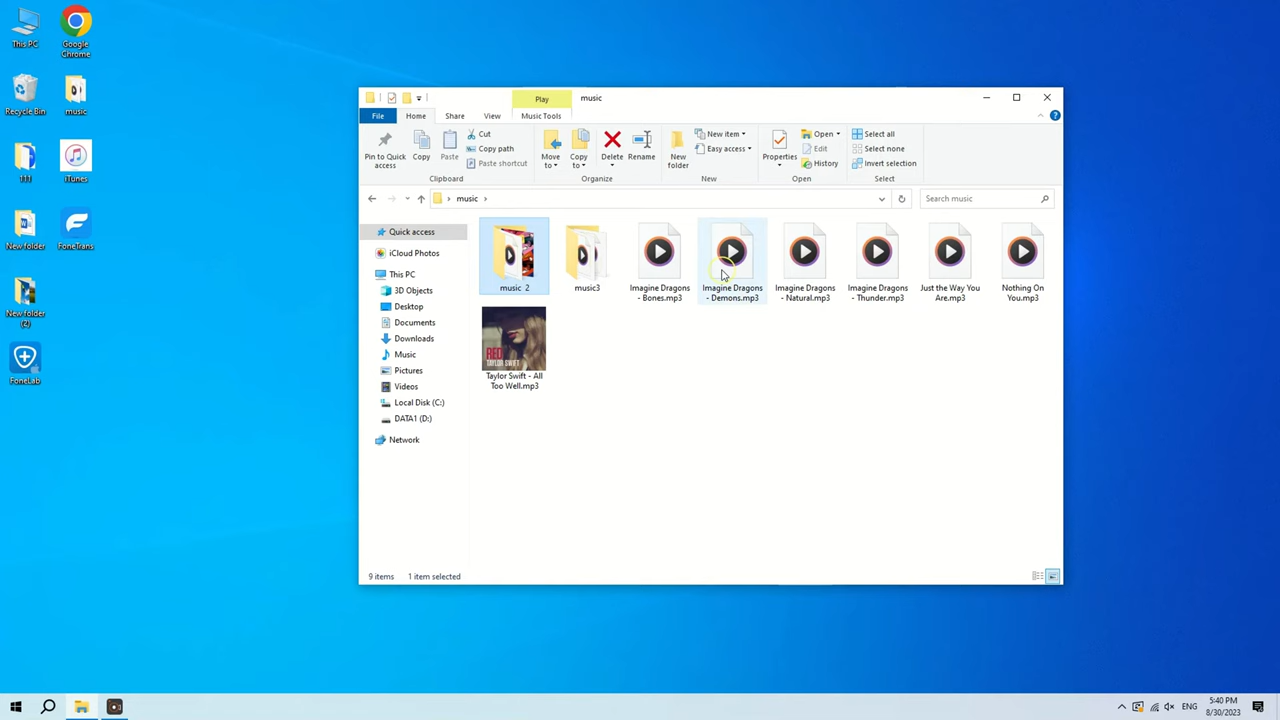 This PC
Google
Chrome
Recycle Bin
music
TTT
iTunes
New folder
FoneTrans
New folder
(2)
FoneLab
Play
music
File
Home
Share
View
Music Tools
Pin to Quick
access
Copy
Paste
Cut
Copy path
Paste shortcut
Clipboard
Move
to
Copy
to
Delete
Rename
Organize
New
folder
New item
Easy access
New
Properties
Open
Edit
History
Open
Select all
Select none
Invert selection
Select
music
Search music
Quick access
iCloud Photos
This PC
3D Objects
Desktop
Documents
Downloads
Music
Pictures
Videos
Local Disk (C:)
DATA1 (D:)
Network
music 2
music3
Imagine Dragons
- Bones.mp3
Imagine Dragons
- Demons.mp3
Imagine Dragons
- Natural.mp3
Imagine Dragons
- Thunder.mp3
Just the Way You
Are.mp3
Nothing On
You.mp3
RED
TAYLOR SWIFT
Taylor Swift - All
Too Well.mp3
9 items
1 item selected
ENG
5:40 PM
8/30/2023